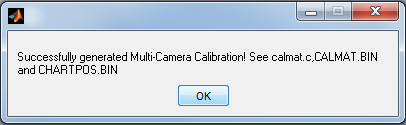 Successfully generated Multi-Camera Calibration! See calmat.c,CALMAT.BIN
and CHARTPOS.BIN
OK